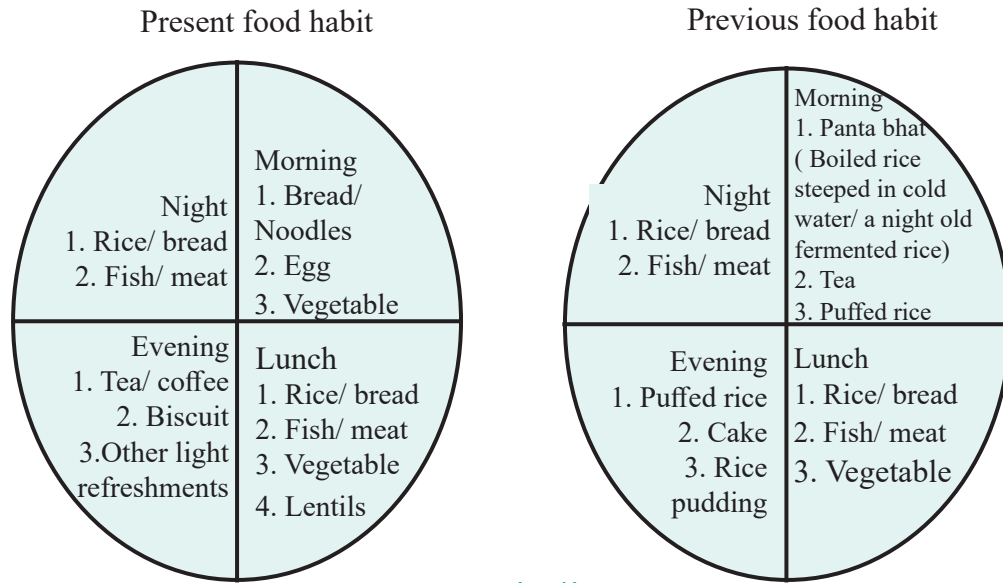 Present food habit
Night
1. Rice/ bread
2. Fish/ meat
Morning
1. Bread/
Noodles
2. Egg
3. Vegetable
Evening
1. Tea/ coffee
2. Biscuit
3.Other light
refreshments
Lunch
1. Rice/ bread
2. Fish/ meat
3. Vegetable
4. Lentils
Previous food habit
Night
1. Rice/ bread
2. Fish/ meat
Morning
1. Panta bhat
( Boiled rice
steeped in cold
water/ a night old
fermented rice)
2. Tea
3. Puffed rice
Evening
1. Puffed rice
2. Cake
3. Rice
pudding
Lunch
1. Rice/ bread
2. Fish/ meat
3. Vegetable